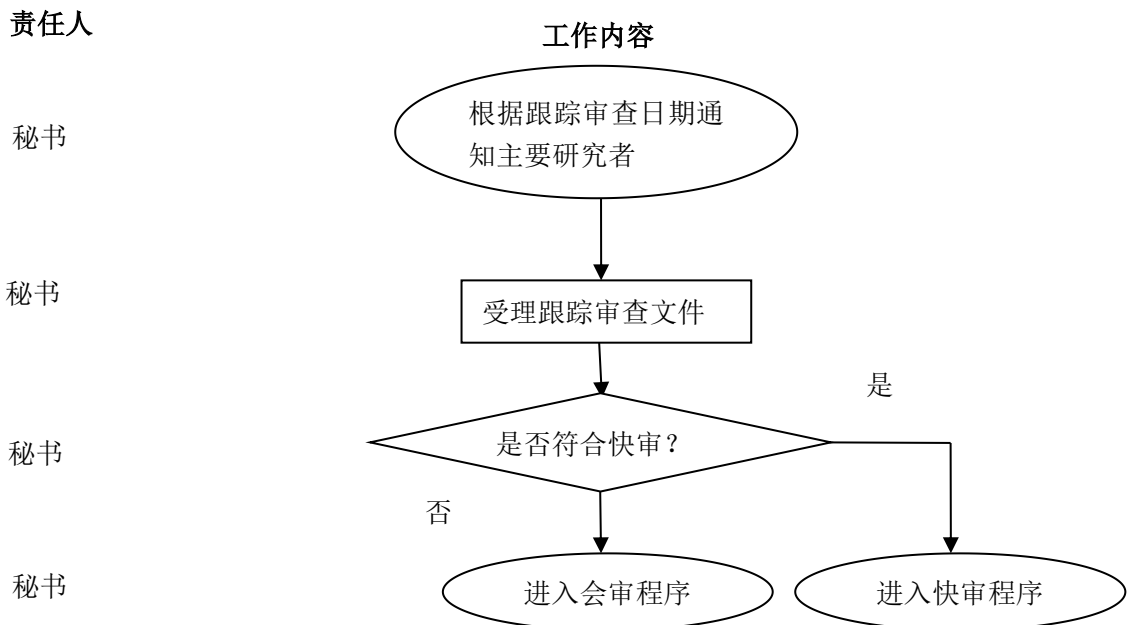 责任人
工作内容
秘书
根据跟踪审查日期通
知主要研究者
秘书
受理跟踪审查文件
是
秘书
是否符合快审？
否
秘书
进入会审程序
进入快审程序